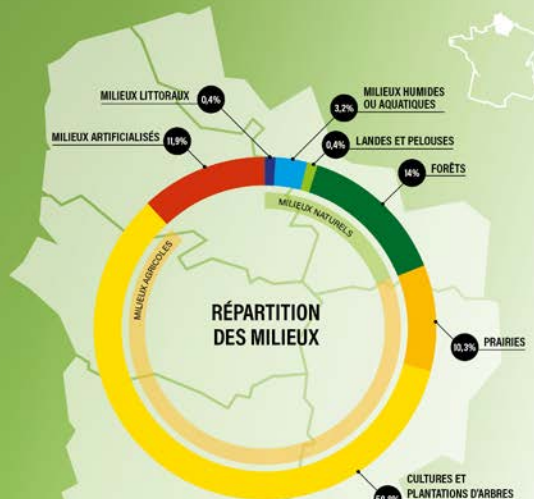 MILIEUX LITTORAUX
0,4%
3,2%
MILIEUX HUMIDES
OU AQUATIQUES
MILIEUX ARTIFICIALISÉS
11,9%
0,4%
LANDES ET PELOUSES
14%
FORÊTS
MILIEUX NATURELS
MILIEUX AGRICOLES
RÉPARTITION
DES MILIEUX
10,3%
PRAIRIES
CULTURES ET
PLANTATIONS D'ARBRES